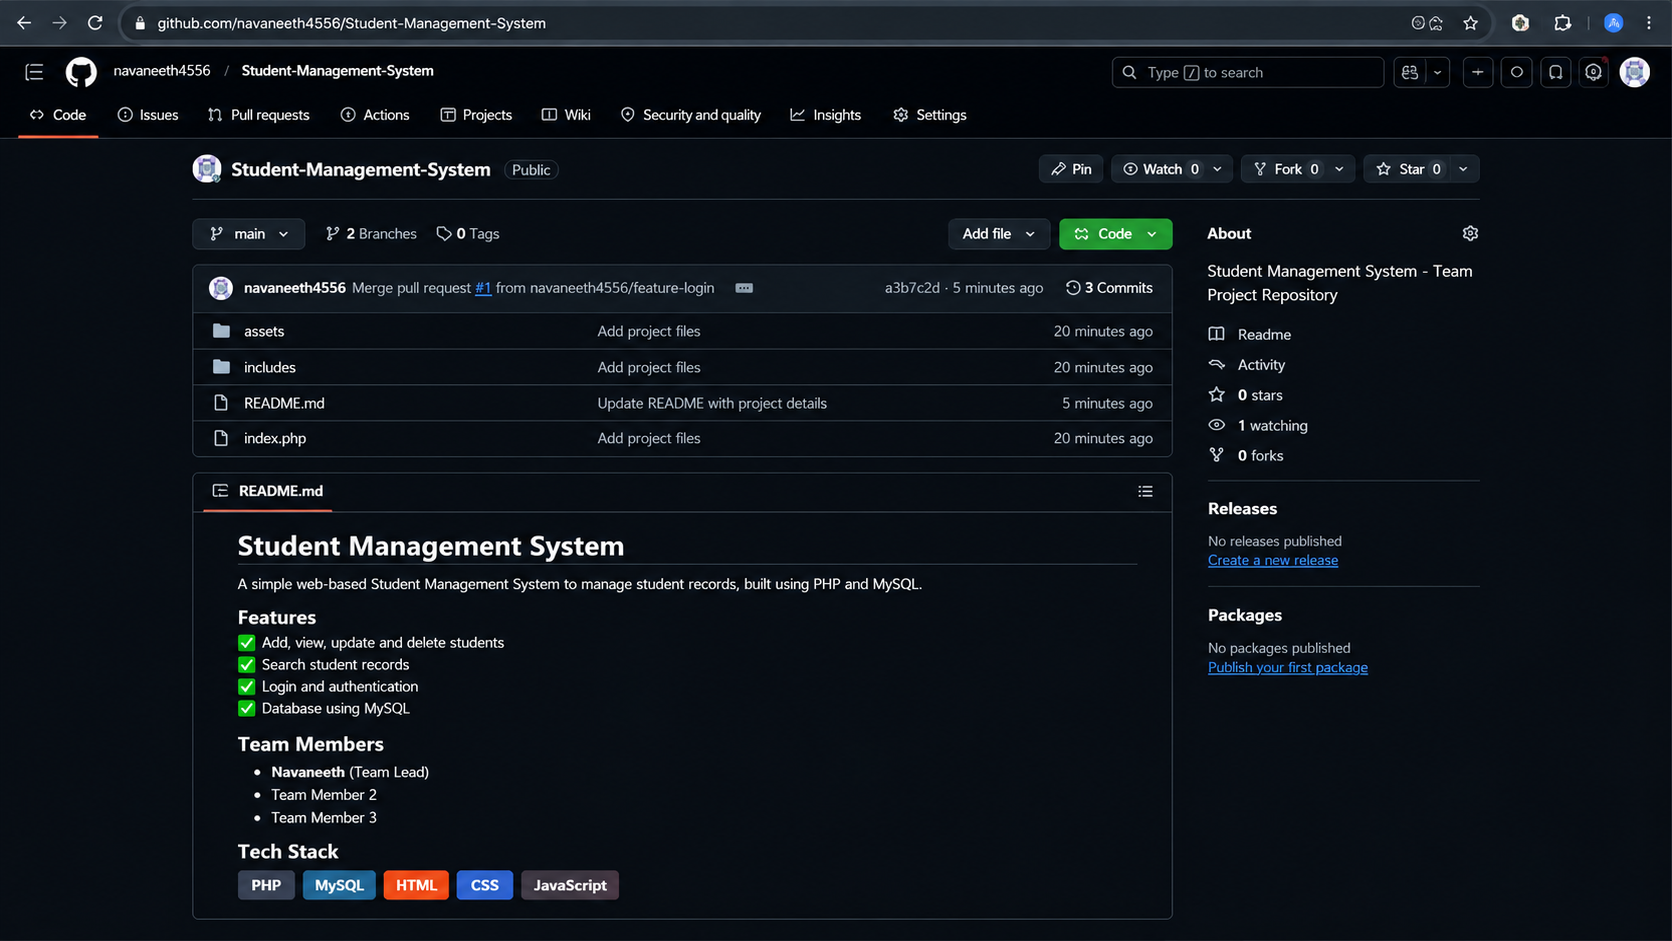 github.com/navaneeth4556/Student-Management-System
navaneeth4556 / Student-Management-System
Type / to search
Code Issues Pull requests Actions Projects Wiki Security and quality Insights Settings
Student-Management-System Public
Pin Watch 0 Fork 0 Star 0
main 2 Branches 0 Tags Add file Code
navaneeth4556 Merge pull request #1 from navaneeth4556/feature-login a3b7c2d · 5 minutes ago 3 Commits
assets Add project files 20 minutes ago
includes Add project files 20 minutes ago
README.md Update README with project details 5 minutes ago
index.php Add project files 20 minutes ago
README.md
Student Management System
A simple web-based Student Management System to manage student records, built using PHP and MySQL.
Features
✅ Add, view, update and delete students
✅ Search student records
✅ Login and authentication
✅ Database using MySQL
Team Members
• Navaneeth (Team Lead)
• Team Member 2
• Team Member 3
Tech Stack
PHP MySQL HTML CSS JavaScript
About
Student Management System - Team
Project Repository
Readme
Activity
0 stars
1 watching
0 forks
Releases
No releases published
Create a new release
Packages
No packages published
Publish your first package